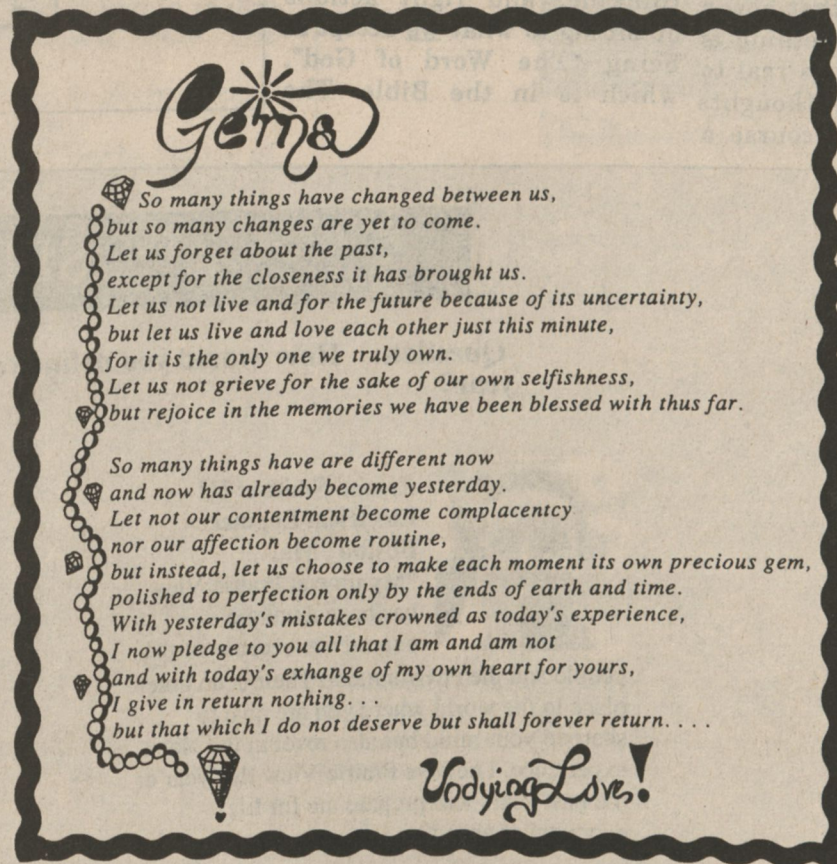 Gems
So many things have changed between us,
but so many changes are yet to come.
Let us forget about the past,
except for the closeness it has brought us.
Let us not live and for the future because of its uncertainty,
but let us live and love each other just this minute,
for it is the only one we truly own.
Let us not grieve for the sake of our own selfishness,
but rejoice in the memories we have been blessed with thus far.
So many things have are different now
and now has already become yesterday.
Let not our contentment become complacentcy
nor our affection become routine,
but instead, let us choose to make each moment its own precious gem,
polished to perfection only by the ends of earth and time.
With yesterday's mistakes crowned as today's experience,
I now pledge to you all that I am and am not
and with today's exhange of my own heart for yours,
I give in return nothing. . .
but that which I do not deserve but shall forever return. . . .
Undying Love!